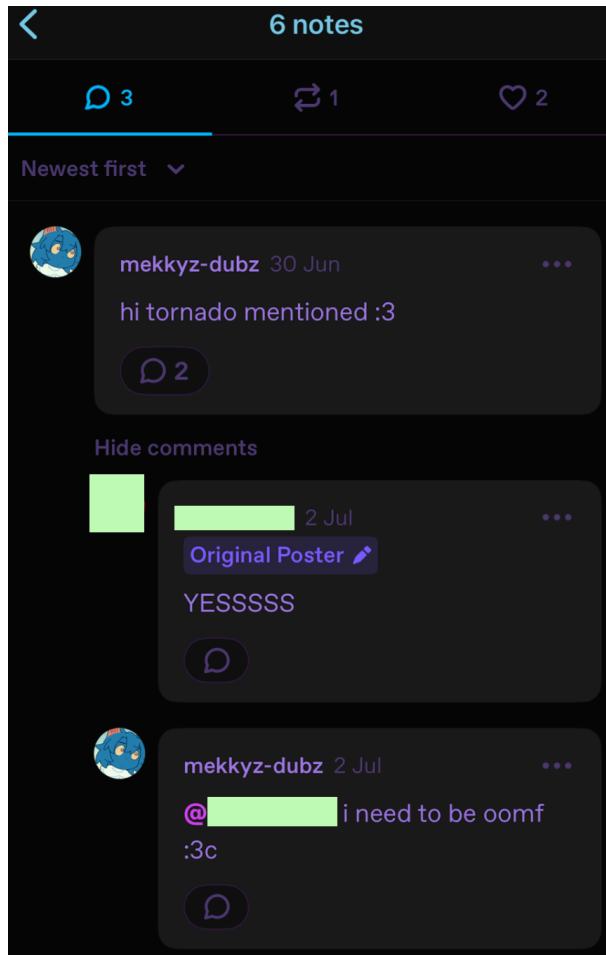 6 notes
3
1
2
Newest first
mekkyz-dubz 30 Jun
hi tornado mentioned :3
2
Hide comments
2 Jul
Original Poster
YESSSSS
mekkyz-dubz 2 Jul
@ i need to be oomf
:3c